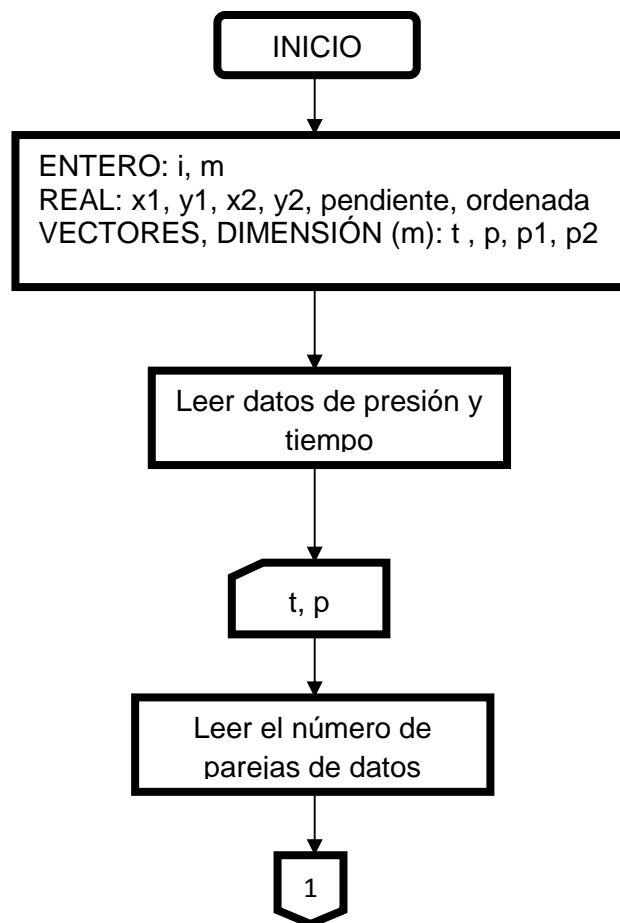 INICIO
ENTERO: i, m
REAL: x1, y1, x2, y2, pendiente, ordenada
VECTORES, DIMENSIÓN (m): t , p, p1, p2
Leer datos de presión y
tiempo
t, p
Leer el número de
parejas de datos
1